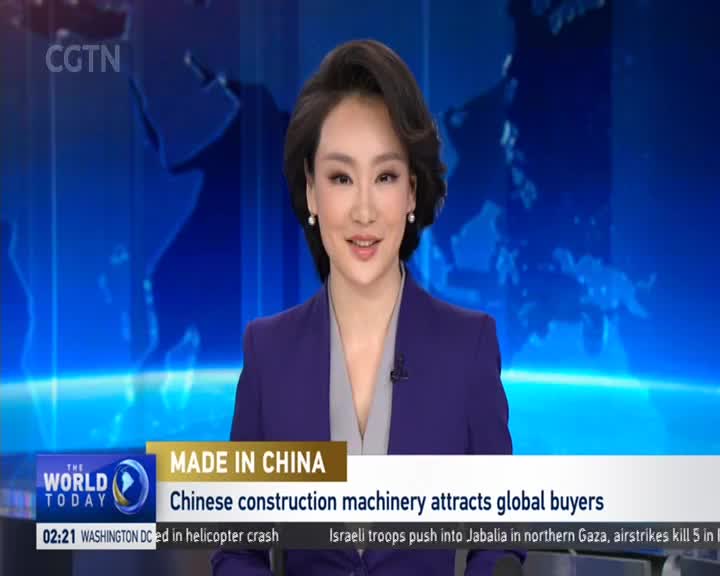 CGTN
MADE IN CHINA
THE
WORLD
TODAY
Chinese construction machinery attracts global buyers
02:21 WASHINGTON DC ed in helicopter crash Israeli troops push into Jabalia in northern Gaza, airstrikes kill 5 in